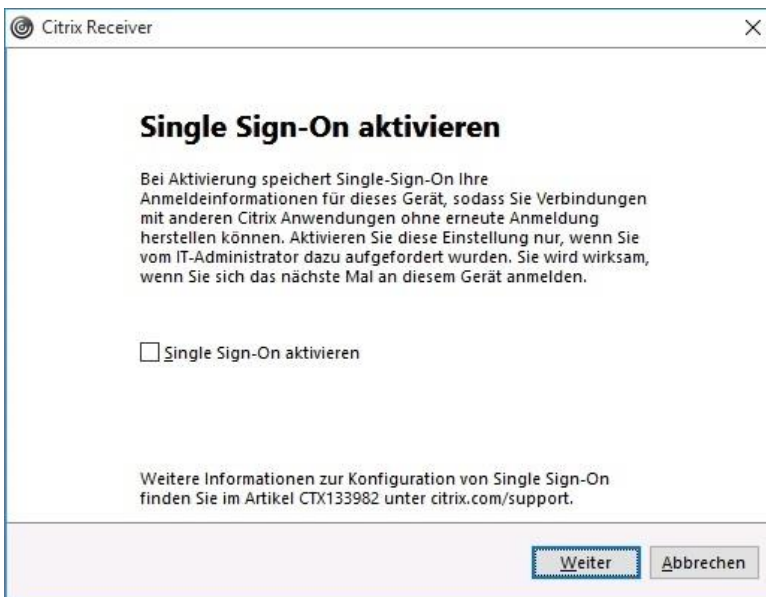 Citrix Receiver
Single Sign-On aktivieren
Bei Aktivierung speichert Single-Sign-On Ihre
Anmeldeinformationen für dieses Gerät, sodass Sie Verbindungen
mit anderen Citrix Anwendungen ohne erneute Anmeldung
herstellen können. Aktivieren Sie diese Einstellung nur, wenn Sie
vom IT-Administrator dazu aufgefordert wurden. Sie wird wirksam,
wenn Sie sich das nächste Mal an diesem Gerät anmelden.
Single Sign-On aktivieren
Weitere Informationen zur Konfiguration von Single Sign-On
finden Sie im Artikel CTX133982 unter citrix.com/support.
Weiter Abbrechen